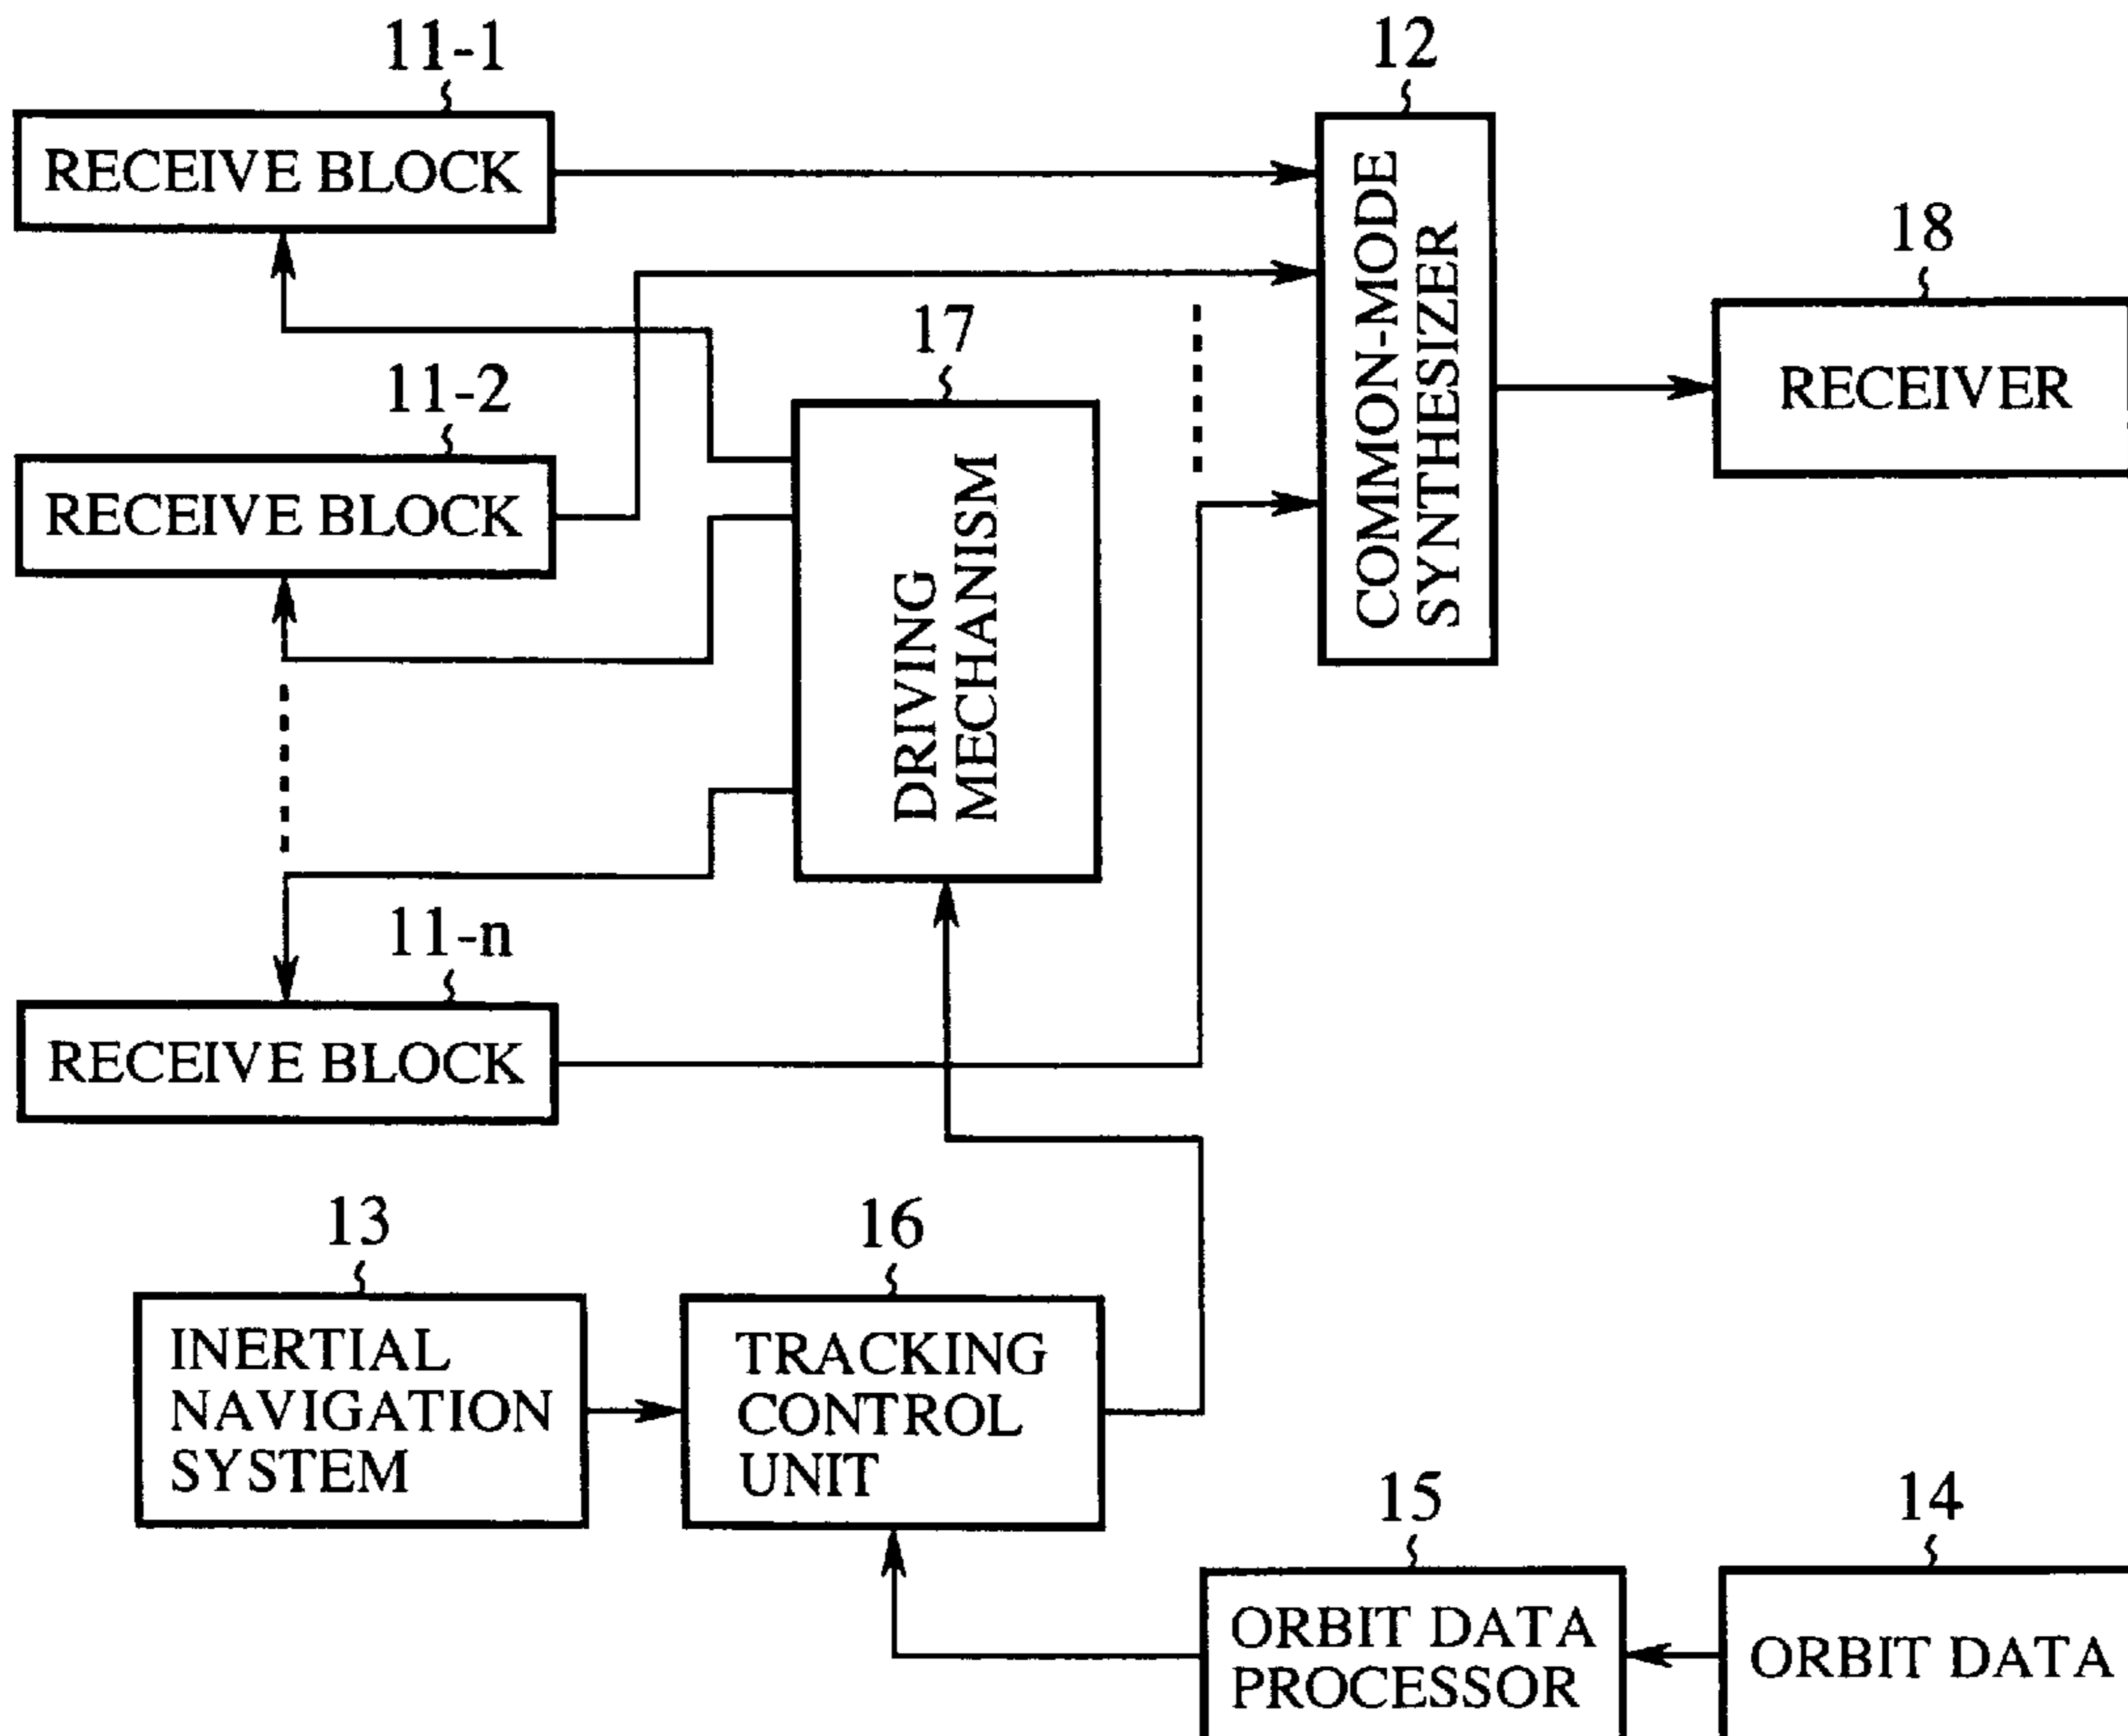 11-1
RECEIVE BLOCK
12
COMMON-MODE
SYNTHESIZER
18
RECEIVER
11-2
RECEIVE BLOCK
17
DRIVING
MECHANISM
11-n
RECEIVE BLOCK
13
INERTIAL
NAVIGATION
SYSTEM
16
TRACKING
CONTROL
UNIT
15
ORBIT DATA
PROCESSOR
14
ORBIT DATA